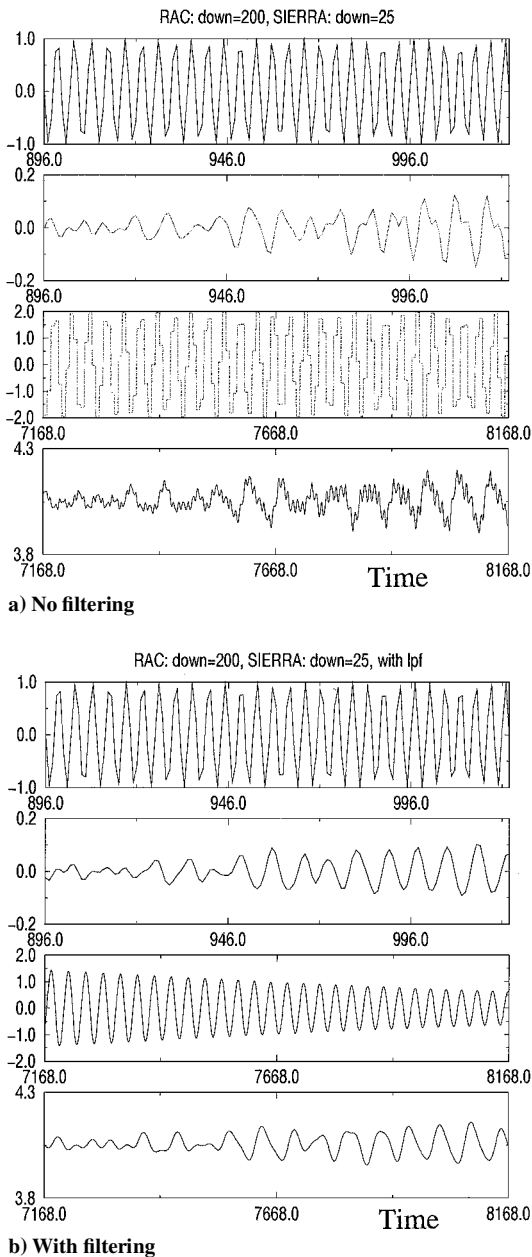 RAC: down=200, SIERRA: down=25
1.0
0.0
−1.0
896.0 946.0 996.0
0.2
0.0
−0.2
896.0 946.0 996.0
2.0
1.0
0.0
−1.0
−2.0
7168.0 7668.0 8168.0
4.3
3.8
7168.0 7668.0 Time 8168.0
a) No filtering
RAC: down=200, SIERRA: down=25, with lpf
1.0
0.0
−1.0
896.0 946.0 996.0
0.2
0.0
−0.2
896.0 946.0 996.0
2.0
1.0
0.0
−1.0
−2.0
7168.0 7668.0 8168.0
4.3
3.8
7168.0 7668.0 Time 8168.0
b) With filtering